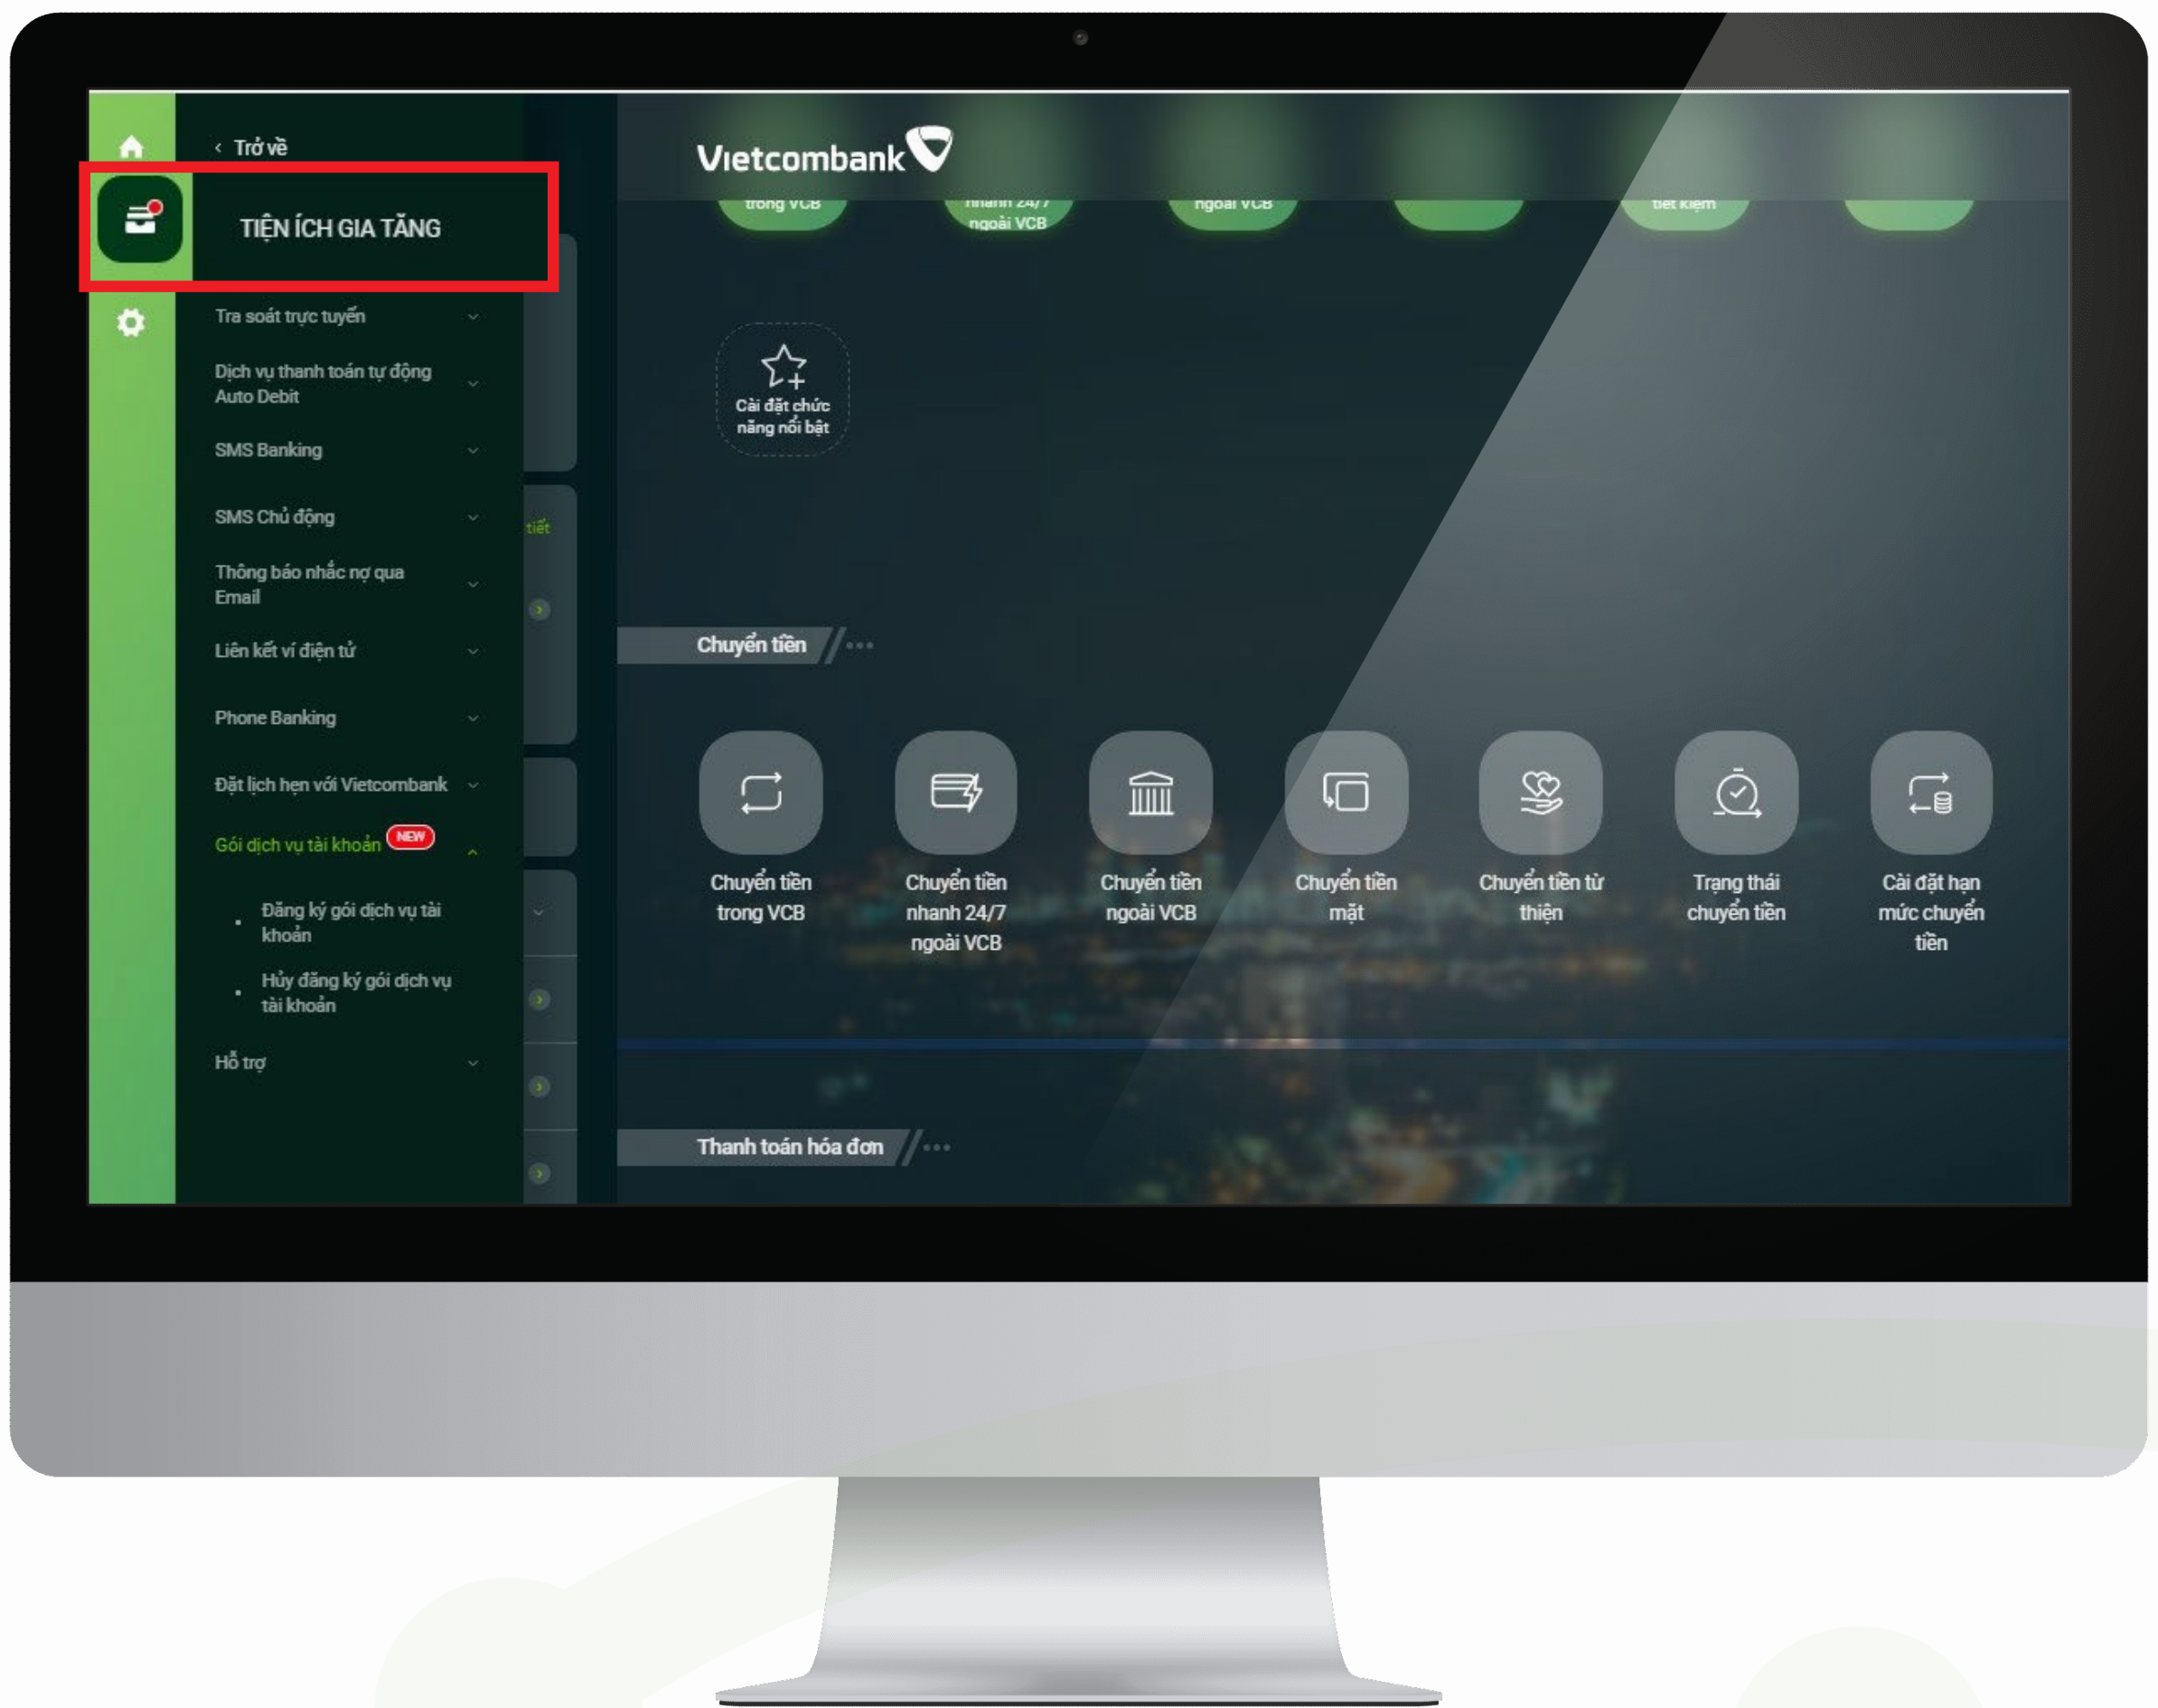 Trở về
TIỆN ÍCH GIA TĂNG
Tra soát trực tuyến
Dịch vụ thanh toán tự động
Auto Debit
SMS Banking
SMS Chủ động
Thông báo nhắc nợ qua
Email
Liên kết ví điện tử
Phone Banking
Đặt lịch hẹn với Vietcombank
Gói dịch vụ tài khoản NEW
Đăng ký gói dịch vụ tài
khoản
Hủy đăng ký gói dịch vụ
tài khoản
Hỗ trợ
tiết
Vietcombank
trong VCB
nhanh 24/7
ngoài VCB
ngoài VCB
tiết kiệm
Cài đặt chức
năng nổi bật
Chuyển tiền
Chuyển tiền
trong VCB
Chuyển tiền
nhanh 24/7
ngoài VCB
Chuyển tiền
ngoài VCB
Chuyển tiền
mặt
Chuyển tiền từ
thiện
Trạng thái
chuyển tiền
Cài đặt hạn
mức chuyển
tiền
Thanh toán hóa đơn